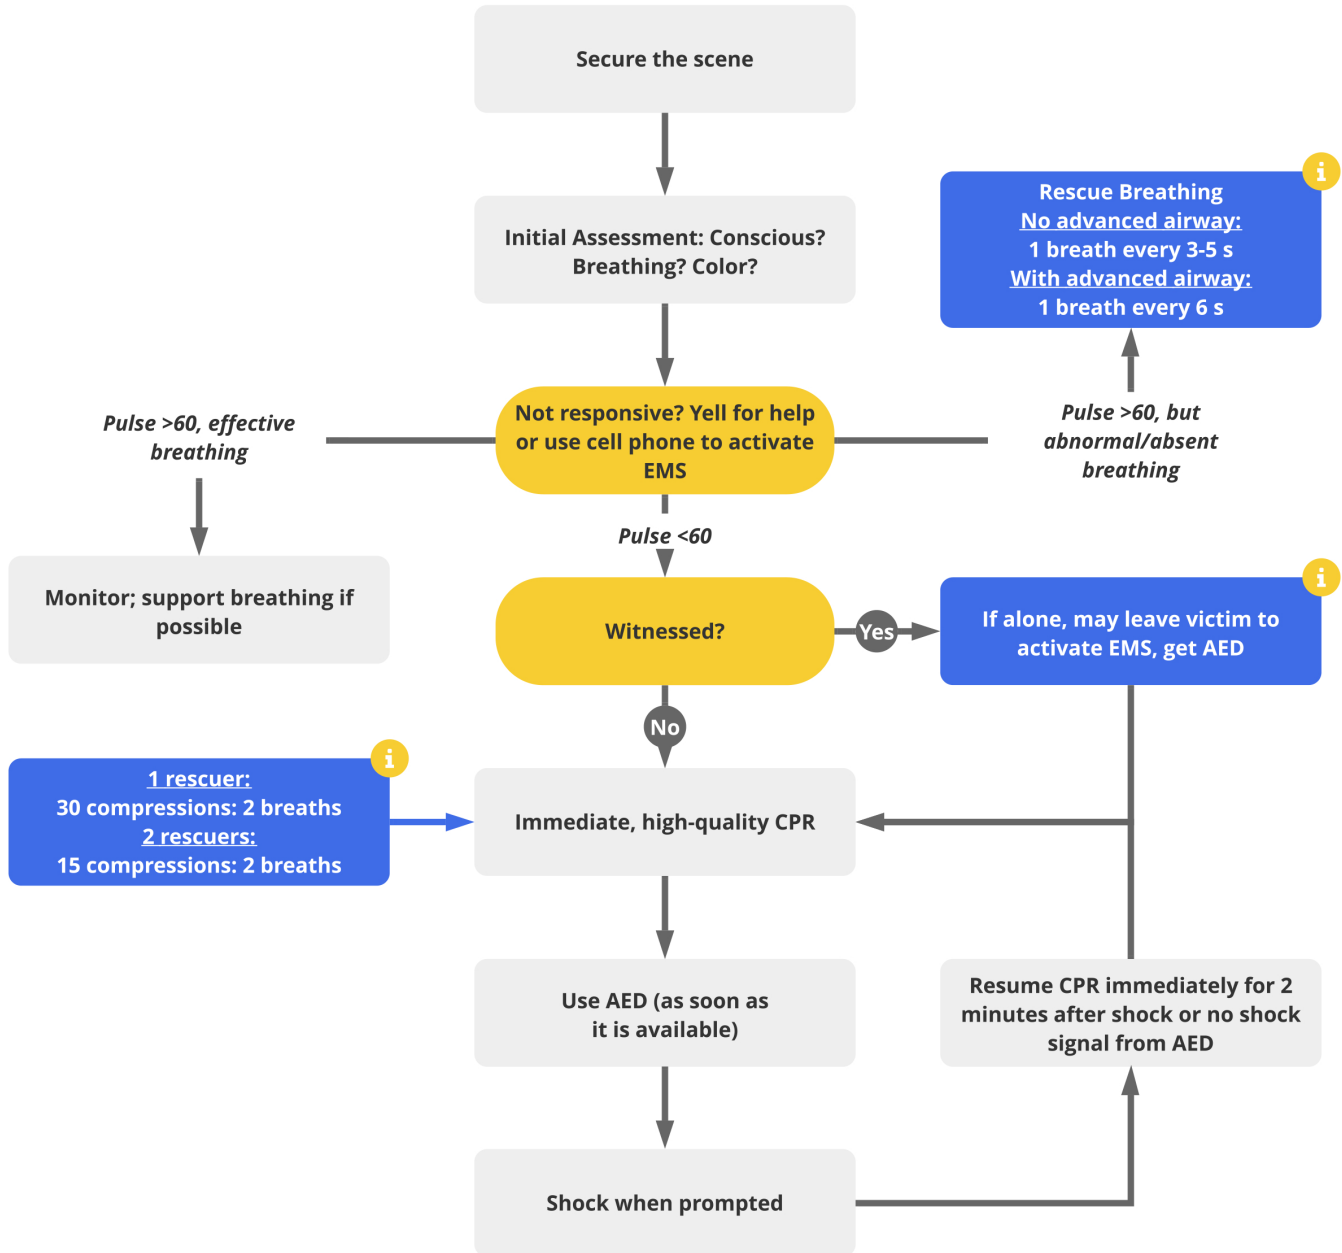 Secure the scene
Initial Assessment: Conscious?
Breathing? Color?
Rescue Breathing
No advanced airway:
1 breath every 3-5 s
With advanced airway:
1 breath every 6 s
Not responsive? Yell for help
or use cell phone to activate
EMS
Pulse >60, effective
breathing
Pulse >60, but
abnormal/absent
breathing
Pulse <60
Monitor; support breathing if
possible
Witnessed?
Yes
If alone, may leave victim to
activate EMS, get AED
No
1 rescuer:
30 compressions: 2 breaths
2 rescuers:
15 compressions: 2 breaths
Immediate, high-quality CPR
Use AED (as soon as
it is available)
Resume CPR immediately for 2
minutes after shock or no shock
signal from AED
Shock when prompted